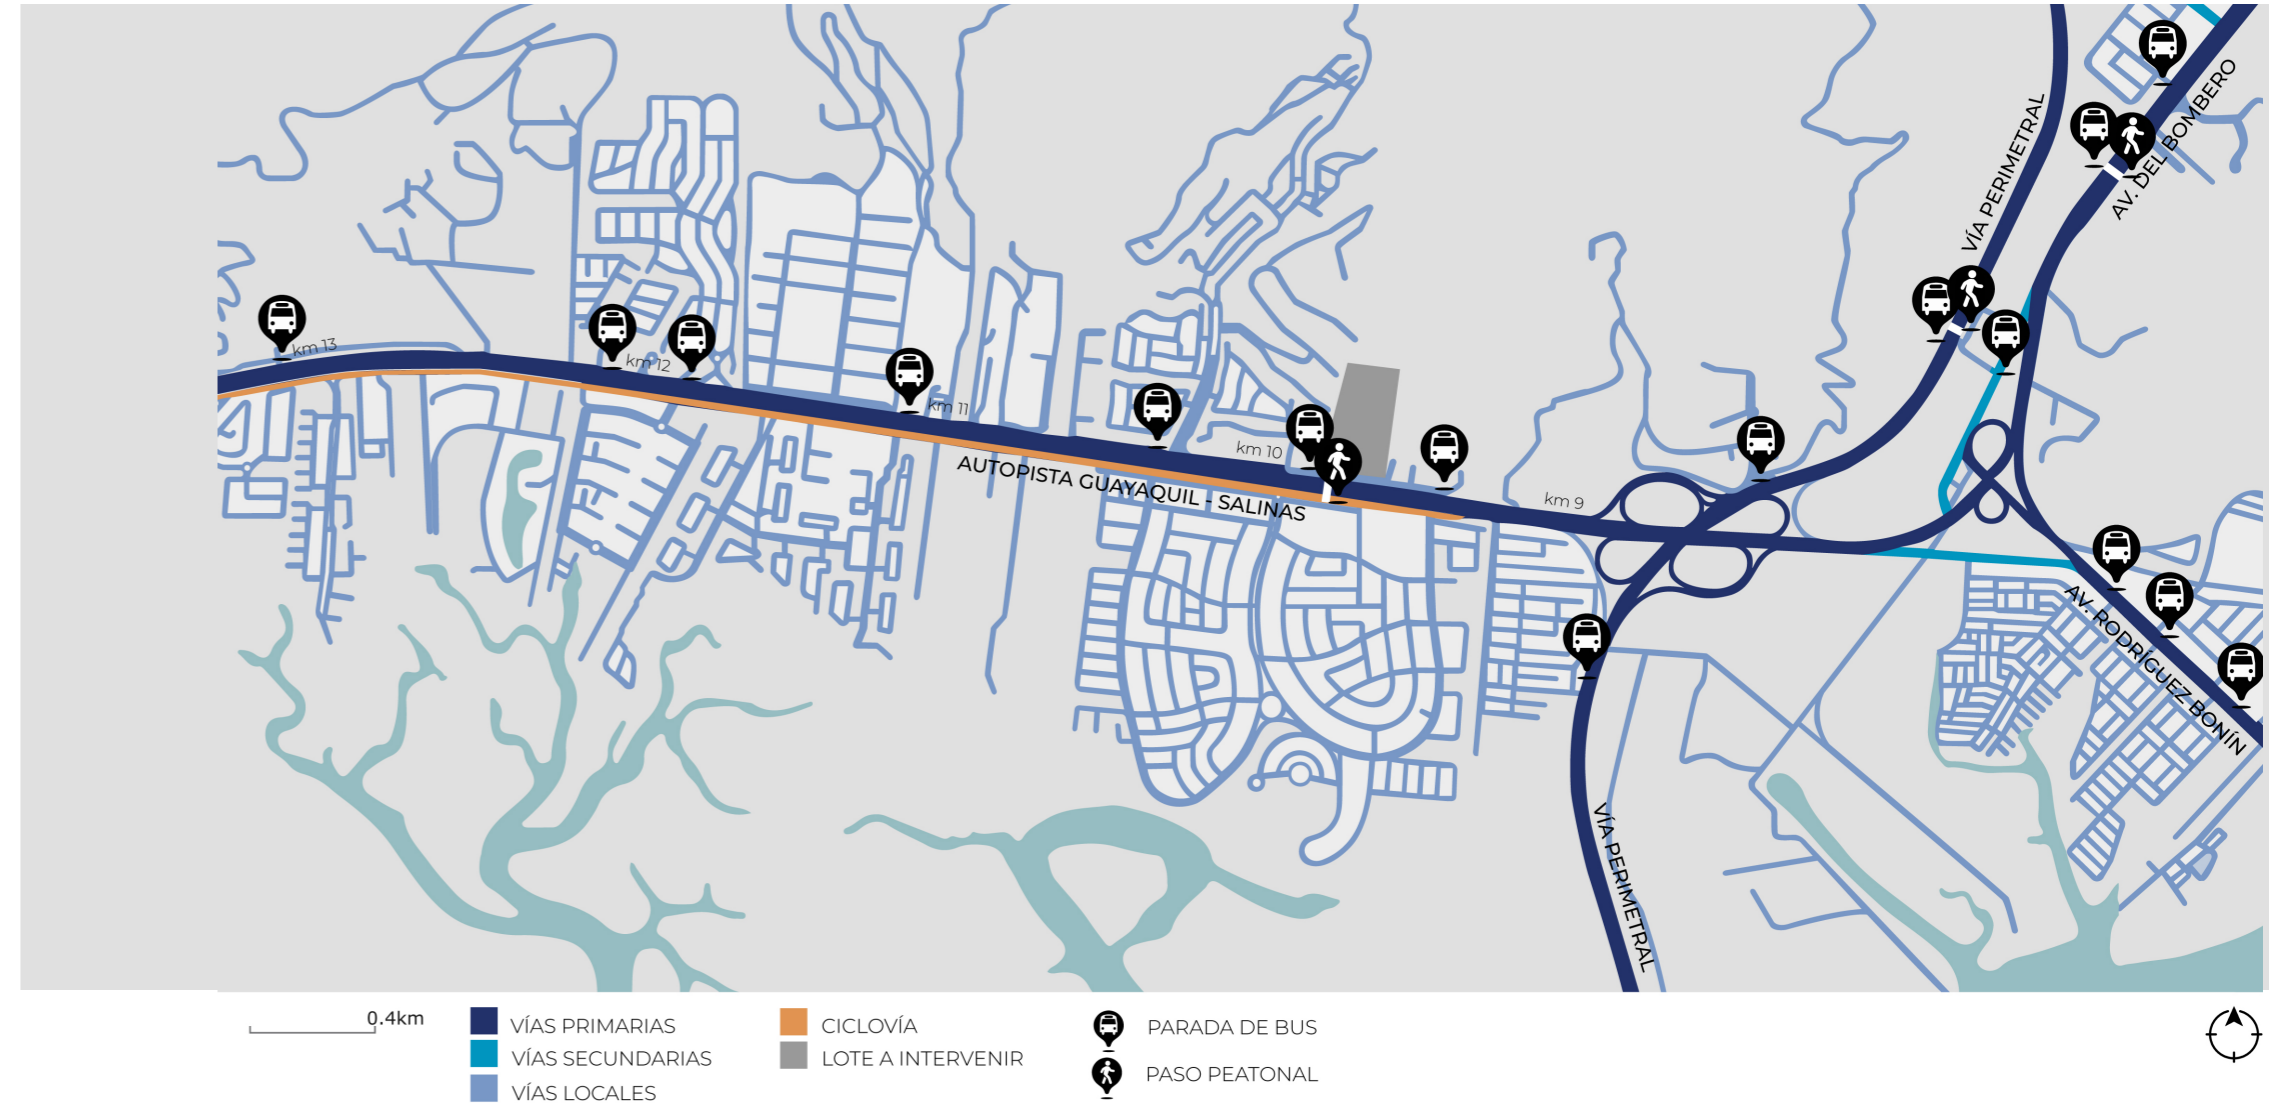 AV. DEL BOMBERO
VÍA PERIMETRAL
km 13
km 12
km 11
km 10
km 9
AUTOPISTA GUAYAQUIL - SALINAS
AV. RODRÍGUEZ BONÍN
VÍA PERIMETRAL
0.4km
VÍAS PRIMARIAS
VÍAS SECUNDARIAS
VÍAS LOCALES
CICLOVÍA
LOTE A INTERVENIR
PARADA DE BUS
PASO PEATONAL